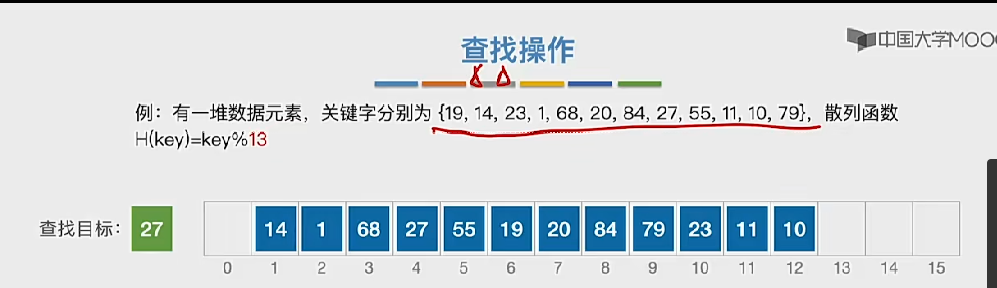 中国大学MOO
查找操作
例：有一堆数据元素，关键字分别为 {19, 14, 23, 1, 68, 20, 84, 27, 55, 11, 10, 79}，散列函数
H(key)=key%13
查找目标： 27 14 1 68 27 55 19 20 84 79 23 11 10
0 1 2 3 4 5 6 7 8 9 10 11 12 13 14 15